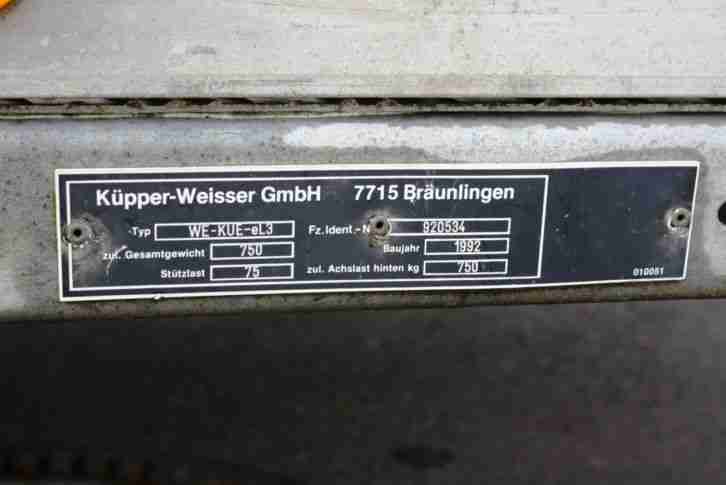 Küpper-Weisser GmbH 7715 Bräunlingen
Typ WE-KUE-eL3 Fz.Ident.-N 920534
zul. Gesamtgewicht 750 Baujahr 1992
Stützlast 75 zul. Achslast hinten kg 750
010051